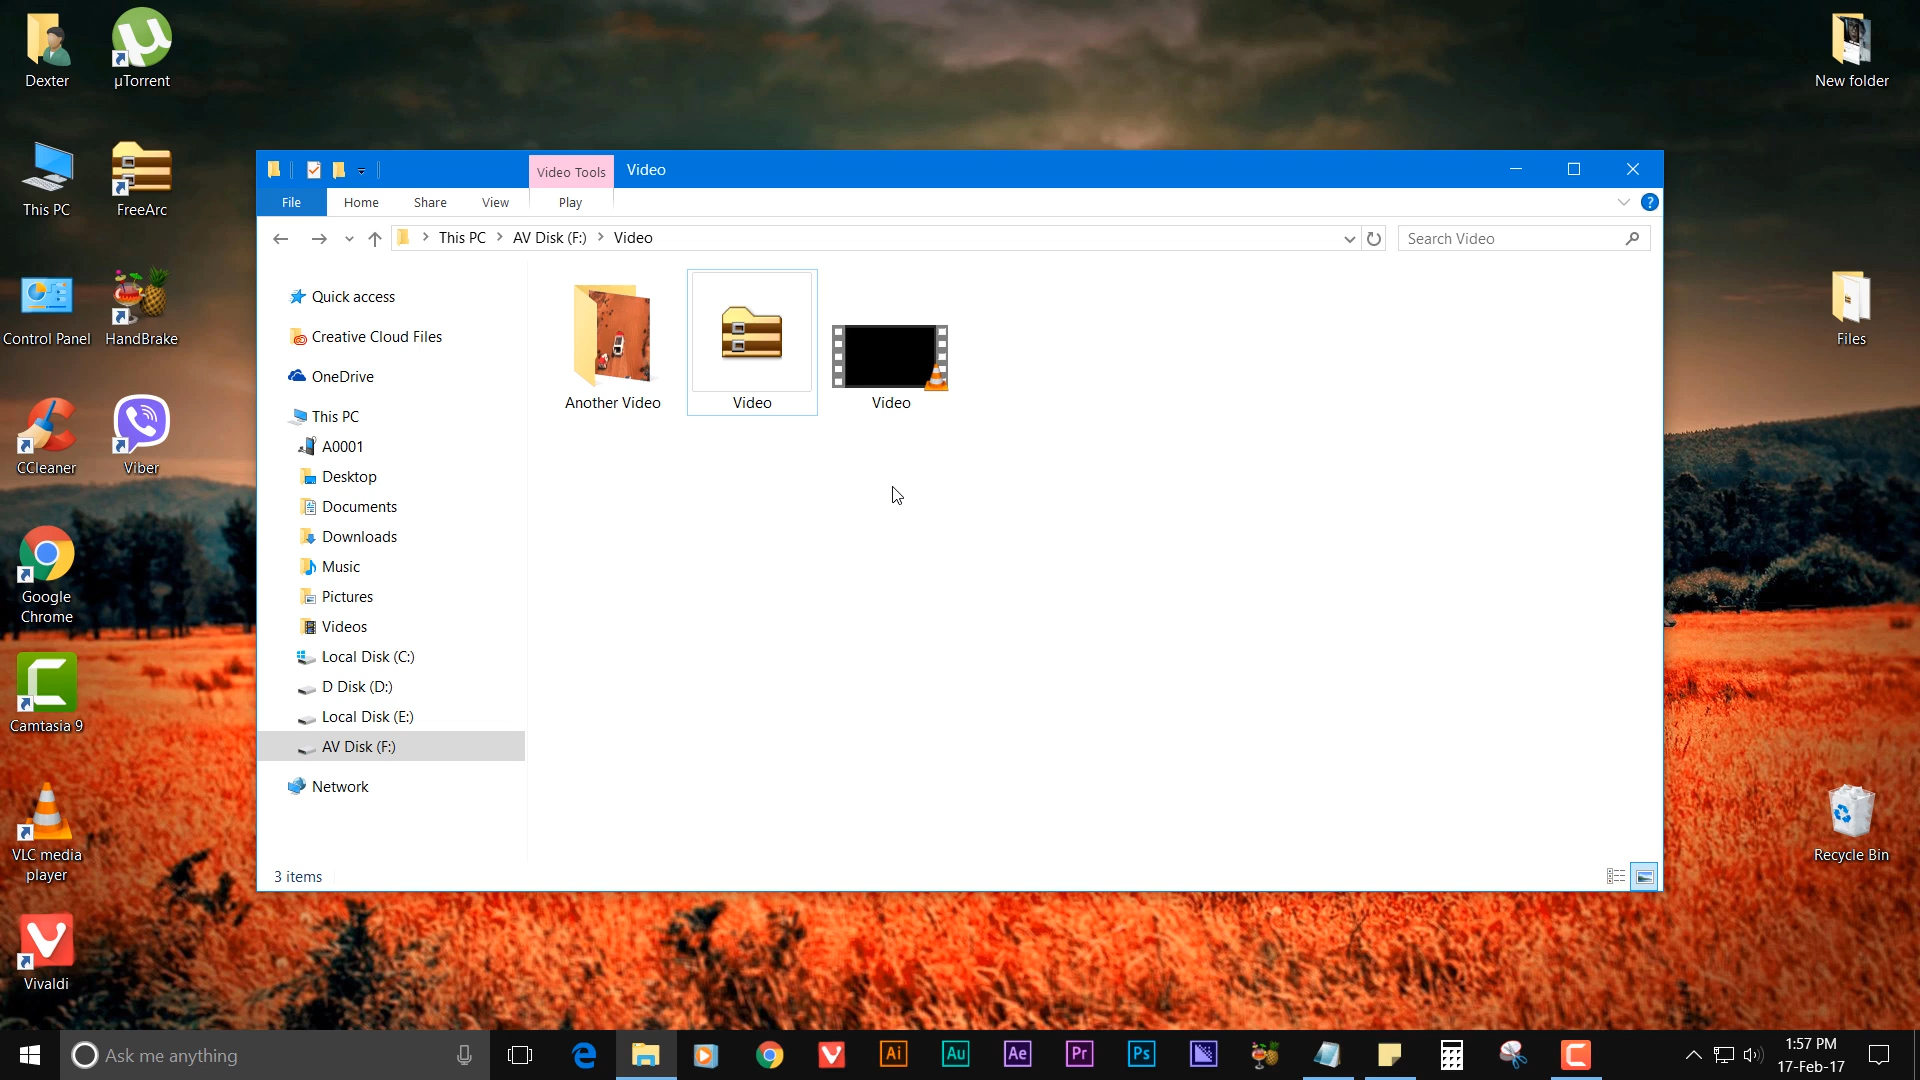 Dexter
µTorrent
New folder
This PC
FreeArc
Control Panel
HandBrake
Files
CCleaner
Viber
Google
Chrome
Camtasia 9
VLC media
player
Recycle Bin
Vivaldi
Video Tools
Video
File
Home
Share
View
Play
?
This PC
AV Disk (F:)
Video
Search Video
Quick access
Creative Cloud Files
OneDrive
This PC
A0001
Desktop
Documents
Downloads
Music
Pictures
Videos
Local Disk (C:)
D Disk (D:)
Local Disk (E:)
AV Disk (F:)
Network
Another Video
Video
Video
3 items
Ask me anything
Ai
Au
Ae
Pr
Ps
1:57 PM
17-Feb-17